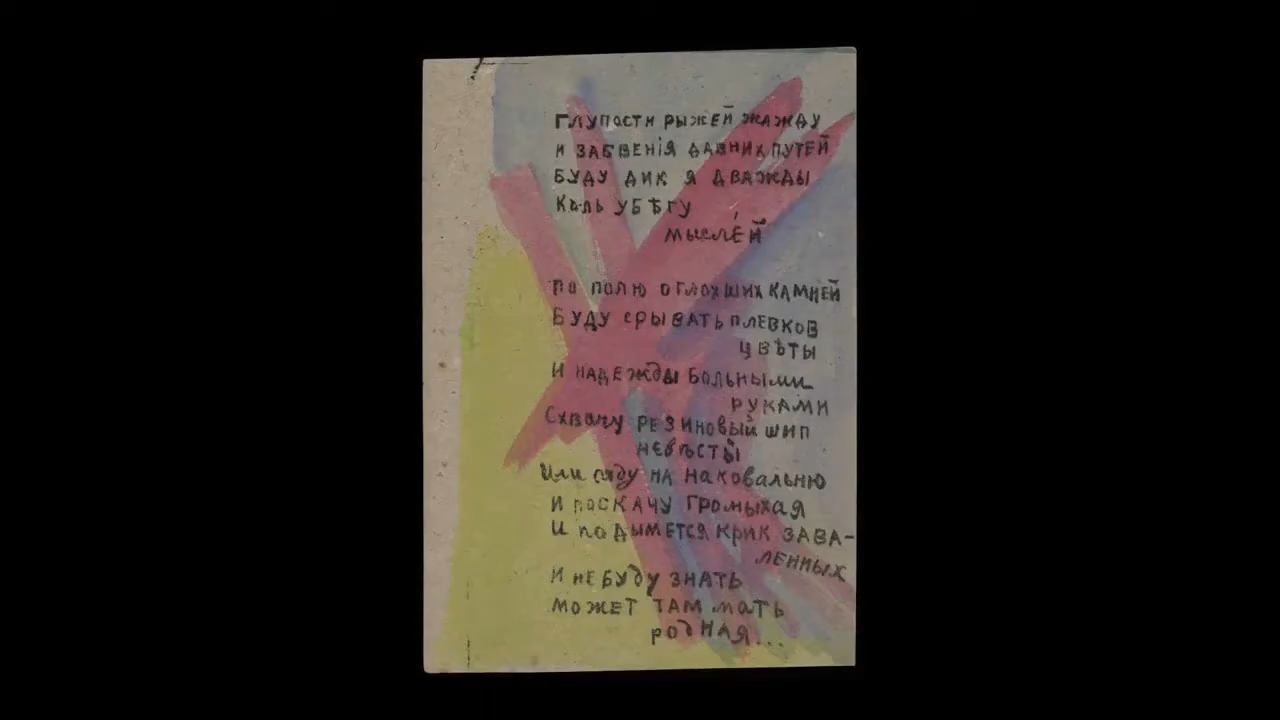 ГЛУПОСТИ РЫЖЕЙ ЖАЖДУ
И ЗАБВЕНІЯ ДАВНИХ ПУТЕЙ
БУДУ ДИК Я ДВАЖДЫ
КОЛЬ УБѢГУ
МЫСЛЕ́Й
ПО ПОЛЮ ОГЛОХШИХ КАМНЕЙ
БУДУ СРЫВАТЬ ПЛЕВКОВ
ЦВѢТЫ
И НАДЕЖДЫ БОЛЬНЫМИ
РУКАМИ
Схвачу РЕЗИНОВЫЙ ШИП
НЕВѢСТЫ
Или сяду НА НАКОВАЛЬНЮ
И ПОСКАЧУ ГРОМЫХАЯ
И ПОДЫМЕТСЯ КРИК ЗАВА-
ЛЕННЫХ
И НЕ БУДУ ЗНАТЬ
МОЖЕТ ТАМ МАТЬ
РОДНАЯ...